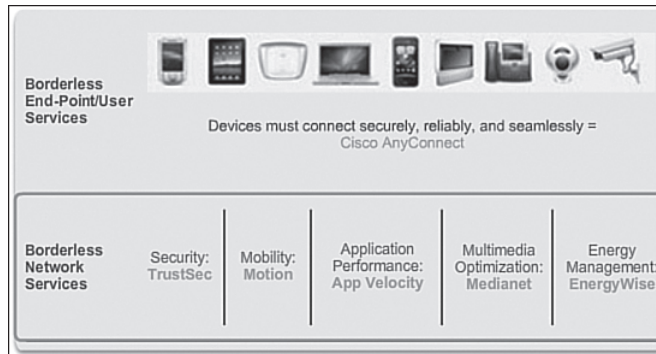 Borderless
End-Point/User
Services
Devices must connect securely, reliably, and seamlessly =
Cisco AnyConnect
Borderless
Network
Services
Security:
TrustSec
Mobility:
Motion
Application
Performance:
App Velocity
Multimedia
Optimization:
Medianet
Energy
Management:
EnergyWise